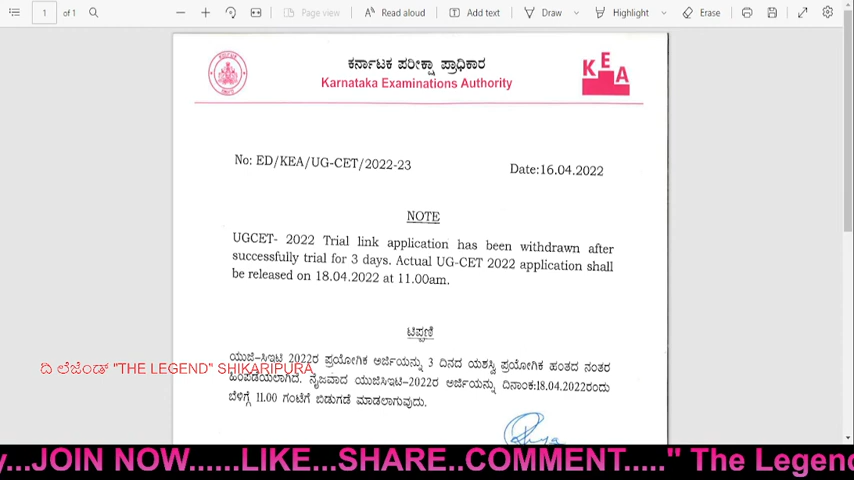 1 of 1 Page view Read aloud Add text Draw Highlight Erase
ಕರ್ನಾಟಕ ಪರೀಕ್ಷಾ ಪ್ರಾಧಿಕಾರ
Karnataka Examinations Authority
KEA
No: ED/KEA/UG-CET/2022-23
Date:16.04.2022
NOTE
UGCET- 2022 Trial link application has been withdrawn after
successfully trial for 3 days. Actual UG-CET 2022 application shall
be released on 18.04.2022 at 11.00am.
ಟಿಪ್ಪಣಿ
ಯುಜಿ-ಸಿಇಟಿ 2022ರ ಪ್ರಯೋಗಿಕ ಅರ್ಜಿಯನ್ನು 3 ದಿನದ ಯಶಸ್ವಿ ಪ್ರಯೋಗಿಕ ಹಂತದ ನಂತರ
ದಿ ಲೆಜೆಂಡ್ "THE LEGEND" SHIKARIPURA
ಹಿಂಪಡೆಯಲಾಗಿದೆ. ನೈಜವಾದ ಯುಜಿಸಿಇಟಿ-2022ರ ಅರ್ಜಿಯನ್ನು ದಿನಾಂಕ:18.04.2022ರಂದು
ಬೆಳಿಗ್ಗೆ 11.00 ಗಂಟೆಗೆ ಬಿಡುಗಡೆ ಮಾಡಲಾಗುವುದು.
y...JOIN NOW......LIKE...SHARE..COMMENT....." The Legend